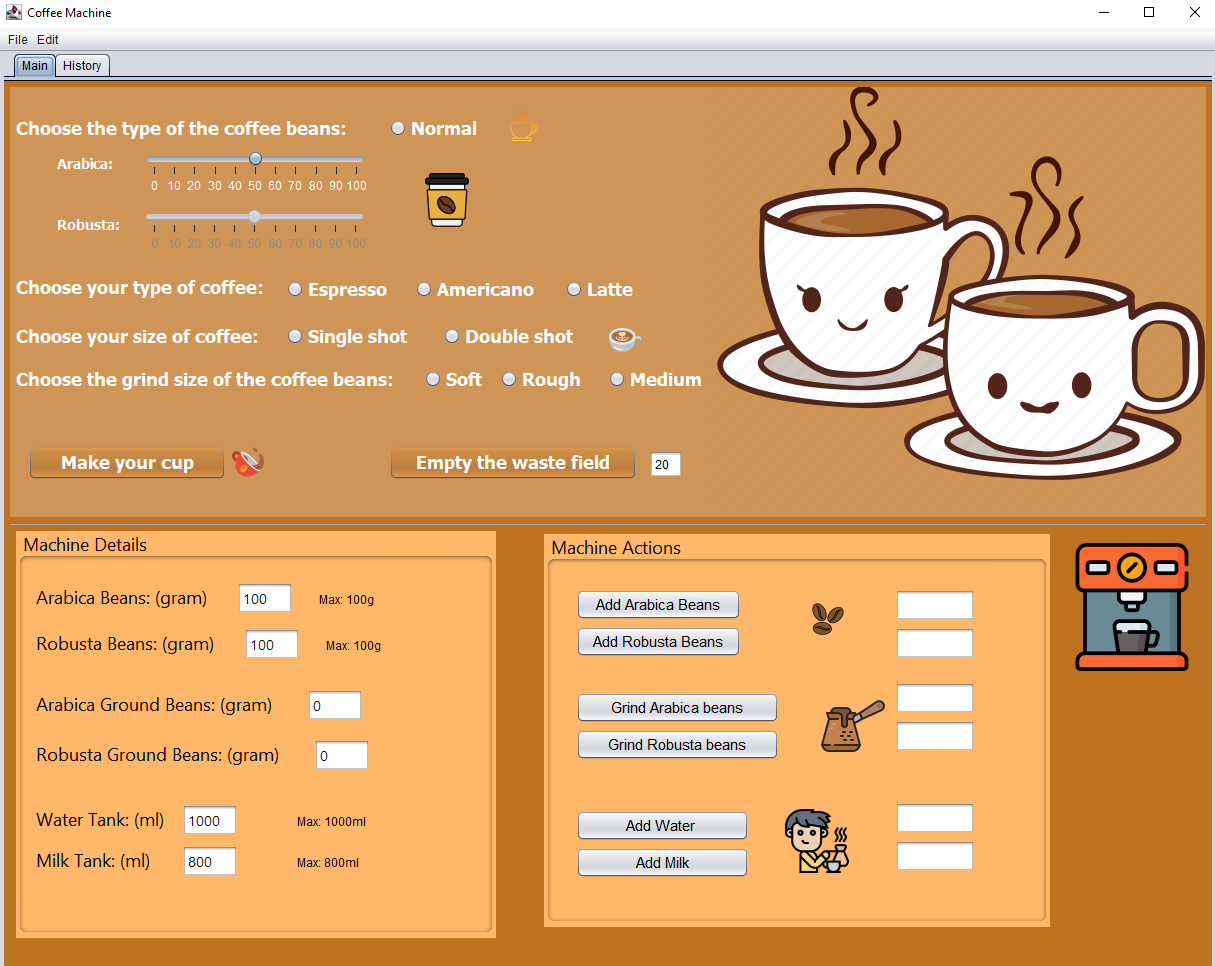 Coffee Machine
File Edit
Main History
Choose the type of the coffee beans: Normal
Arabica:
0 10 20 30 40 50 60 70 80 90 100
Robusta:
0 10 20 30 40 50 60 70 80 90 100
Choose your type of coffee: Espresso Americano Latte
Choose your size of coffee: Single shot Double shot
Choose the grind size of the coffee beans: Soft Rough Medium
Make your cup Empty the waste field 20
Machine Details
Arabica Beans: (gram) 100 Max: 100g
Robusta Beans: (gram) 100 Max: 100g
Arabica Ground Beans: (gram) 0
Robusta Ground Beans: (gram) 0
Water Tank: (ml) 1000 Max: 1000ml
Milk Tank: (ml) 800 Max: 800ml
Machine Actions
Add Arabica Beans
Add Robusta Beans
Grind Arabica beans
Grind Robusta beans
Add Water
Add Milk